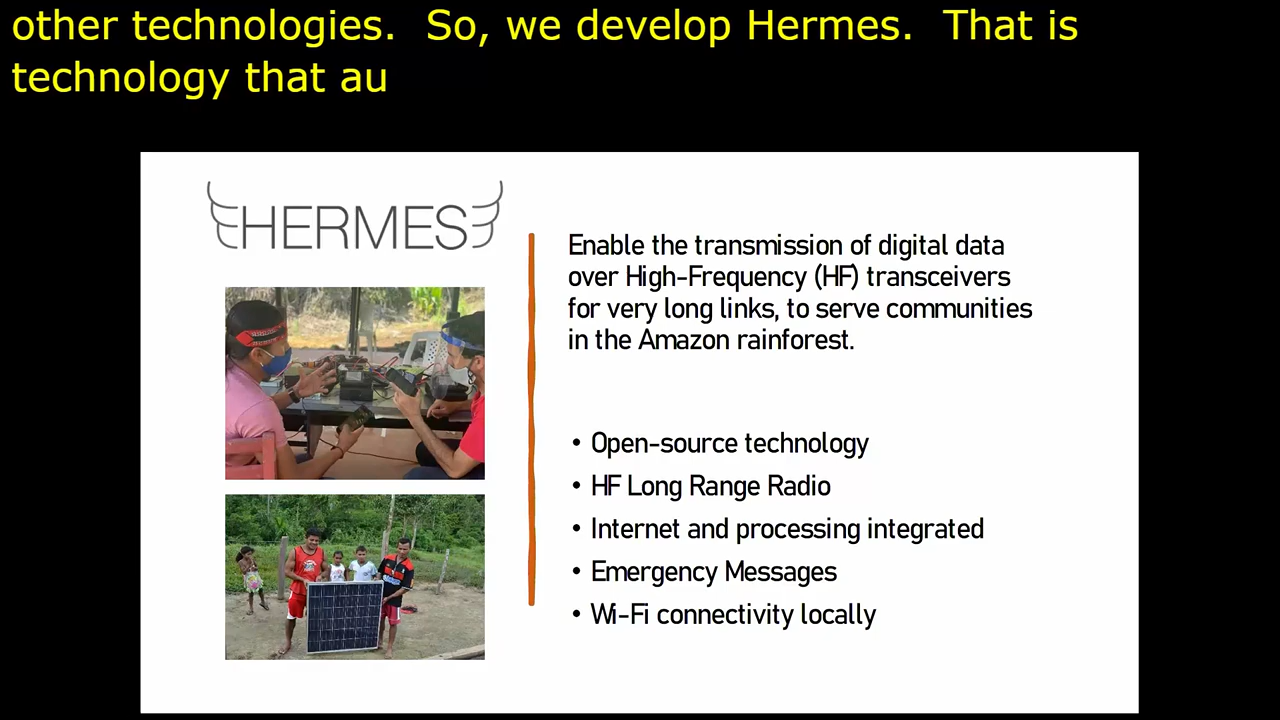 other technologies.  So, we develop Hermes.  That is
technology that au
HERMES
Enable the transmission of digital data
over High-Frequency (HF) transceivers
for very long links, to serve communities
in the Amazon rainforest.
• Open-source technology
• HF Long Range Radio
• Internet and processing integrated
• Emergency Messages
• Wi-Fi connectivity locally